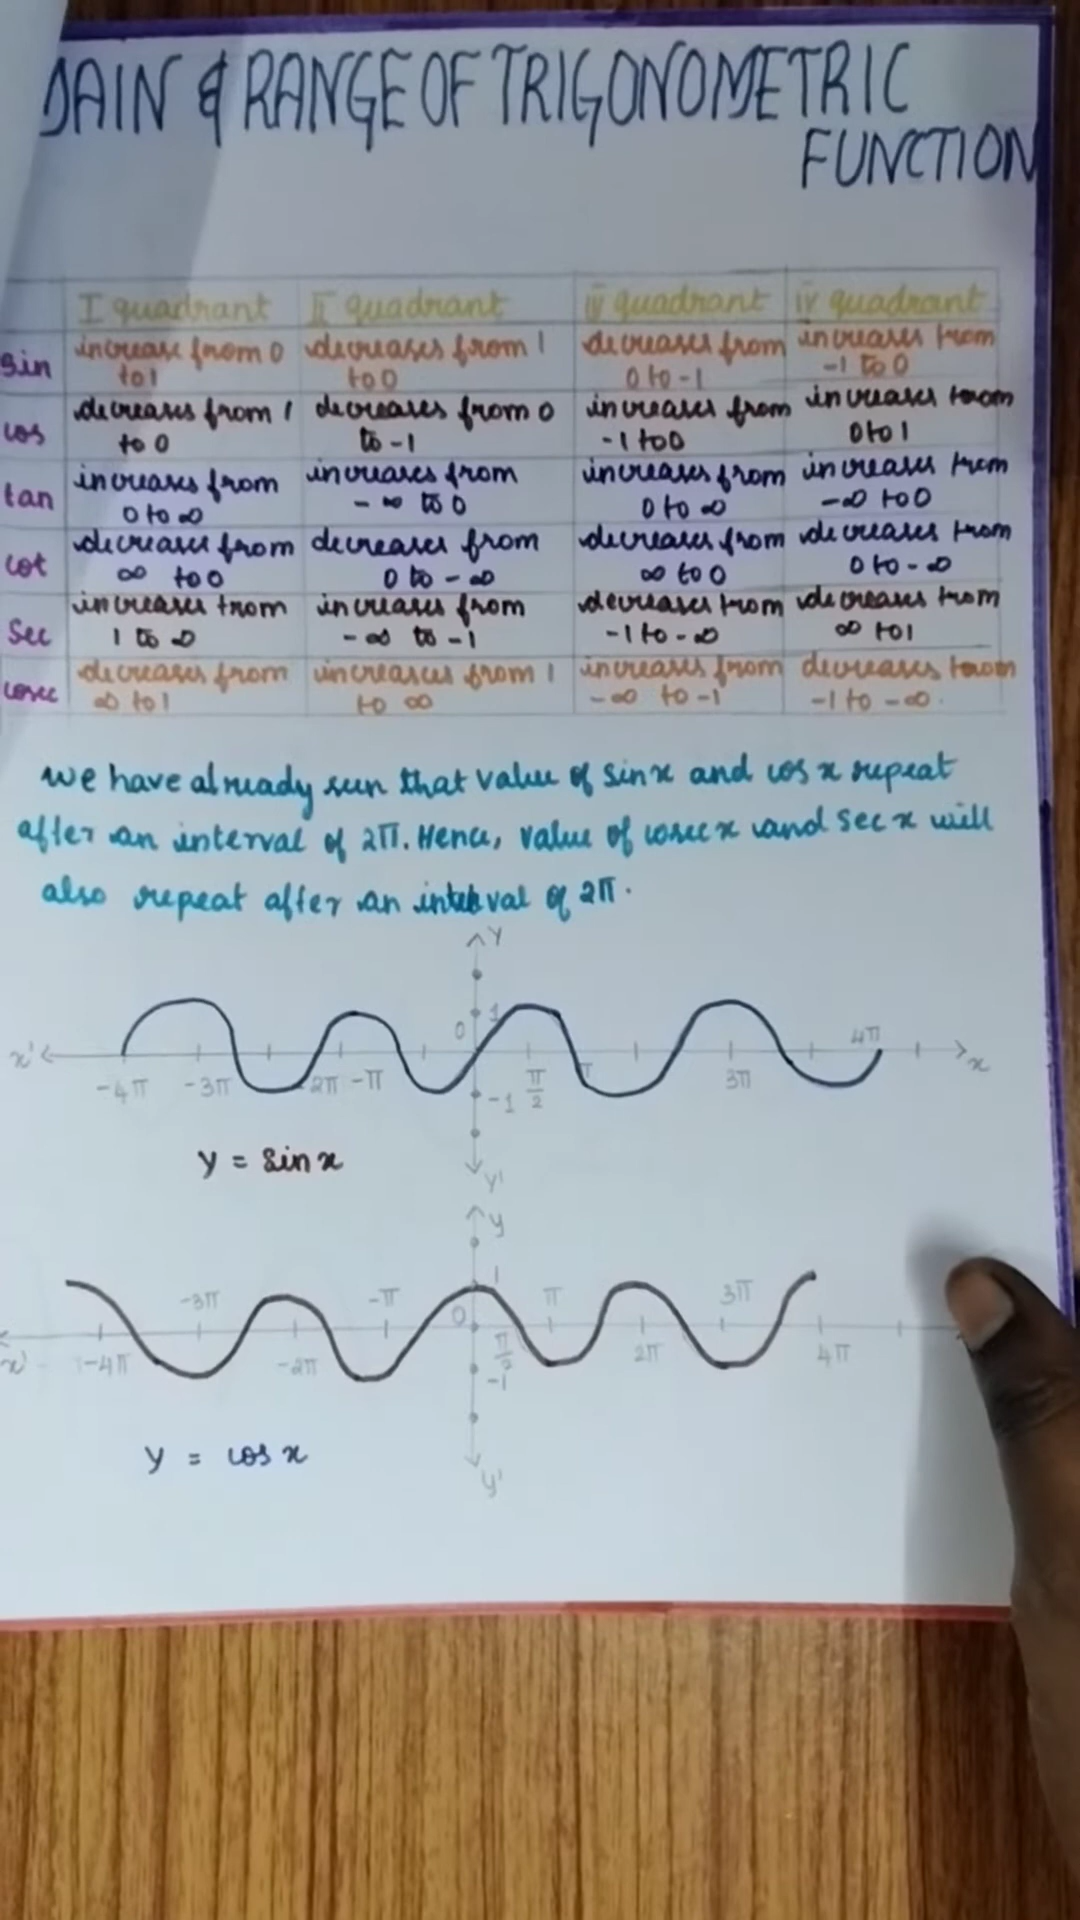 DAIN & RANGE OF TRIGONOMETRIC
FUNCTION
I quadrant II quadrant iv quadrant iv quadrant
sin increase from 0 to 1 decreases from 1 to 0 decreases from 0 to -1 increases from -1 to 0
cos decreases from 1 to 0 decreases from 0 to -1 increases from -1 to 0 increases from 0 to 1
tan increases from 0 to ∞ increases from -∞ to 0 increases from 0 to ∞ increases from -∞ to 0
cot decreases from ∞ to 0 decreases from 0 to -∞ decreases from ∞ to 0 decreases from 0 to -∞
Sec increases from 1 to ∞ increases from -∞ to -1 decreases from -1 to -∞ decreases from ∞ to 1
cosec decreases from ∞ to 1 increases from 1 to ∞ increases from -∞ to -1 decreases from -1 to -∞.
we have already seen that value of sin x and cos x repeat
after an interval of 2π. Hence, value of cosec x and sec x will
also repeat after an interval of 2π.
Y
1
0 4π
x' x
-4π -3π 2π -π -1 π/2 π 3π
y = sin x
Y'
y
-3π -π 1 π 3π
0
x' -4π -2π π/2 2π 4π
-1
y = cos x
y'